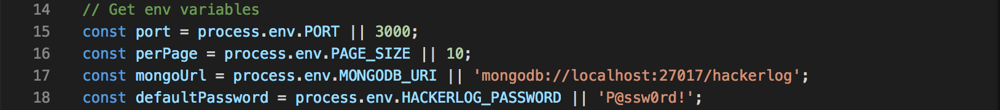 14 // Get env variables
15 const port = process.env.PORT || 3000;
16 const perPage = process.env.PAGE_SIZE || 10;
17 const mongoUrl = process.env.MONGODB_URI || 'mongodb://localhost:27017/hackerlog';
18 const defaultPassword = process.env.HACKERLOG_PASSWORD || 'P@ssw0rd!';